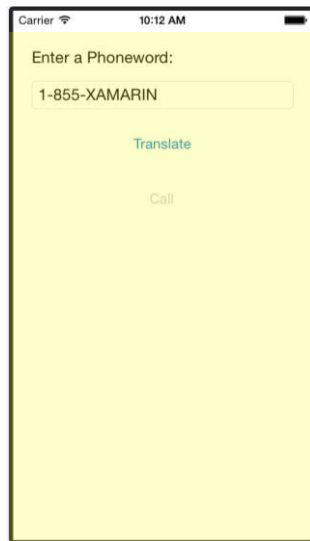 Carrier 10:12 AM
Enter a Phoneword:
1-855-XAMARIN
Translate
Call